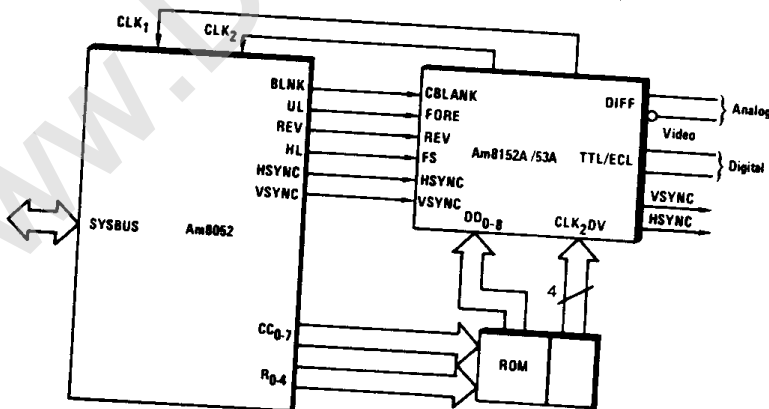 CLK1
CLK2
BLNK
UL
REV
HL
HSYNC
VSYNC
SYSBUS
Am8052
CC0-7
R0-4
CBLANK
FORE
REV
FS
HSYNC
VSYNC
Am8152A/53A
DIFF
TTL/ECL
DD0-8
CLK2DV
Analog
Video
Digital
VSYNC
HSYNC
4
ROM